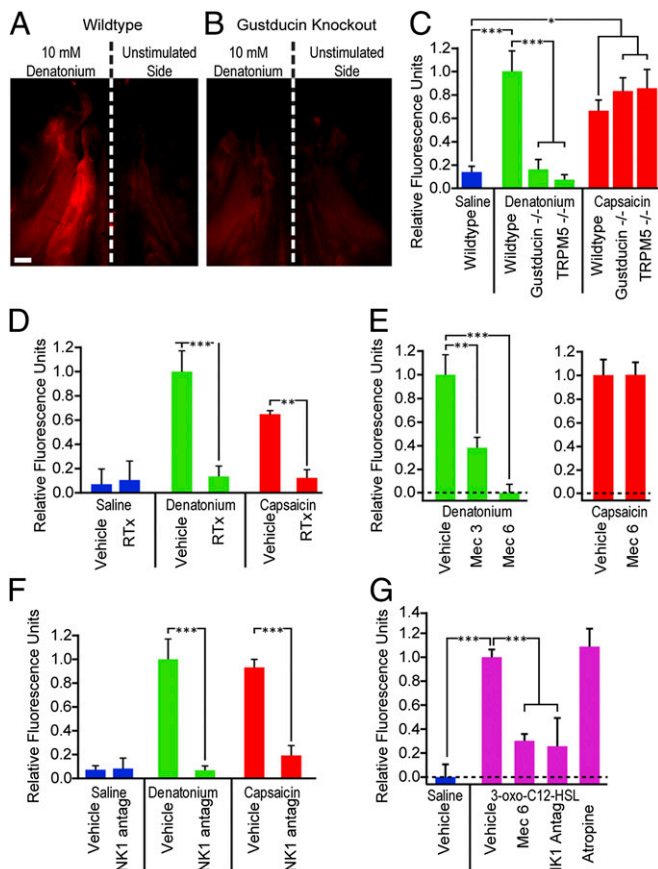 A Wildtype
10 mM Denatonium
Unstimulated Side
B Gustducin Knockout
10 mM Denatonium
Unstimulated Side
C
Relative Fluorescence Units
1.2
1.0
0.8
0.6
0.4
0.2
0.0
***
***
*
Saline
Denatonium
Capsaicin
Wildtype
Wildtype
Gustducin -/-
TRPM5 -/-
Wildtype
Gustducin -/-
TRPM5 -/-
D
Relative Fluorescence Units
1.2
1.0
0.8
0.6
0.4
0.2
0.0
***
**
Saline
Denatonium
Capsaicin
Vehicle
RTx
Vehicle
RTx
Vehicle
RTx
E
Relative Fluorescence Units
1.2
1.0
0.8
0.6
0.4
0.2
0.0
***
**
Denatonium
Vehicle
Mec 3
Mec 6
1.2
1.0
0.8
0.6
0.4
0.2
0.0
Capsaicin
Vehicle
Mec 6
F
Relative Fluorescence Units
1.2
1.0
0.8
0.6
0.4
0.2
0.0
***
***
Saline
Denatonium
Capsaicin
Vehicle
NK1 antag
Vehicle
NK1 antag
Vehicle
NK1 antag
G
Relative Fluorescence Units
1.2
1.0
0.8
0.6
0.4
0.2
0.0
***
***
Saline
3-oxo-C12-HSL
Vehicle
Vehicle
Mec 6
NK1 Antag
Atropine